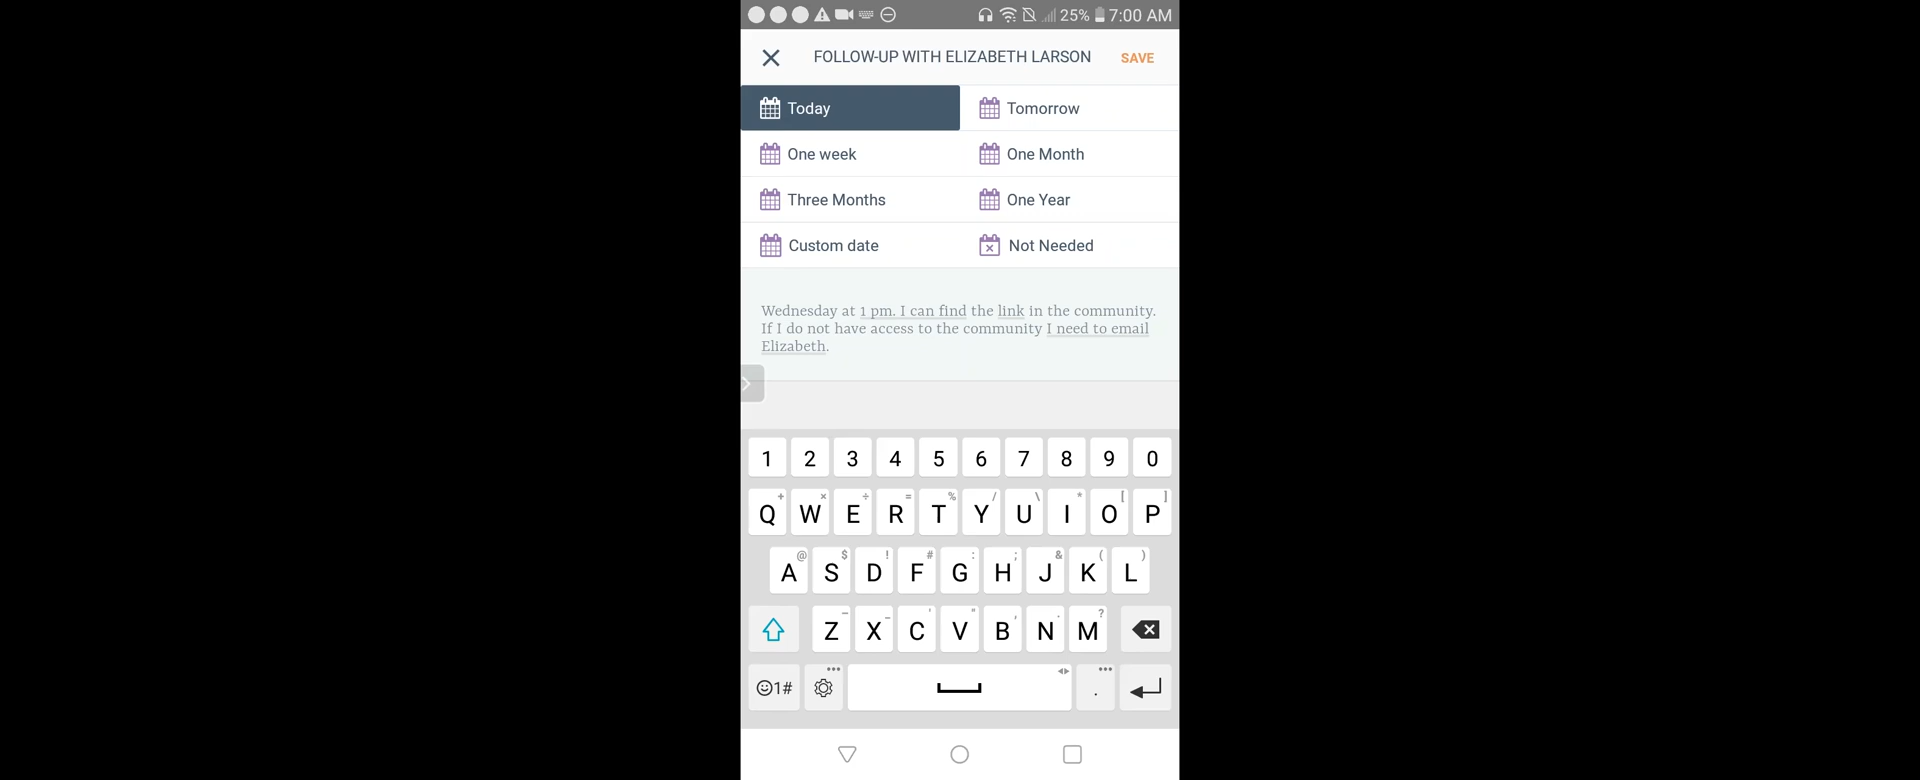 25% 7:00 AM
FOLLOW-UP WITH ELIZABETH LARSON SAVE
Today Tomorrow
One week One Month
Three Months One Year
Custom date Not Needed
Wednesday at 1 pm. I can find the link in the community.
If I do not have access to the community I need to email
Elizabeth.
1 2 3 4 5 6 7 8 9 0
+ × ÷ = % / \ * [ ]
Q W E R T Y U I O P
@ $ ! # : ; & ( )
A S D F G H J K L
- _ ' " , . ?
Z X C V B N M
1# .